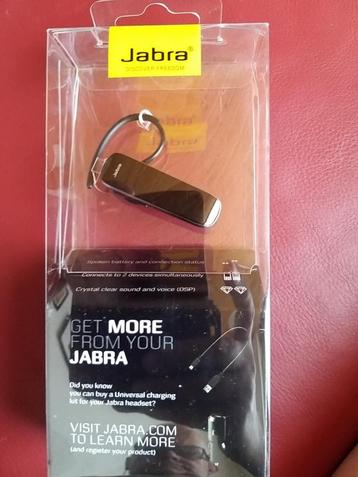 Jabra®
DISCOVER FREEDOM
Jabra
Spoken battery and connection status
Connects to 2 devices simultaneously
Crystal clear sound and voice (DSP)
GET MORE
FROM YOUR
JABRA
Did you know
you can buy a Universal charging
kit for your Jabra headset?
VISIT JABRA.COM
TO LEARN MORE
(and register your product)